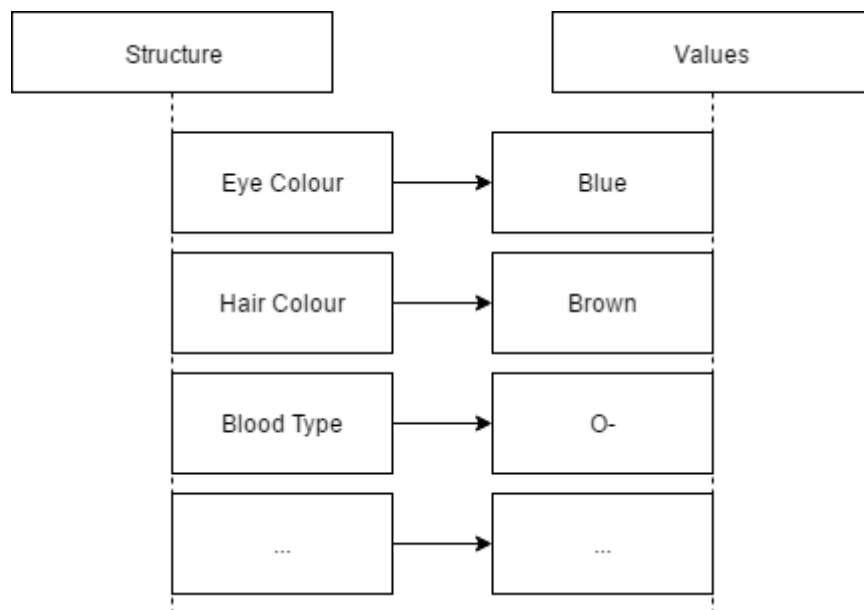 Structure
Values
Eye Colour
Blue
Hair Colour
Brown
Blood Type
O-
...
...